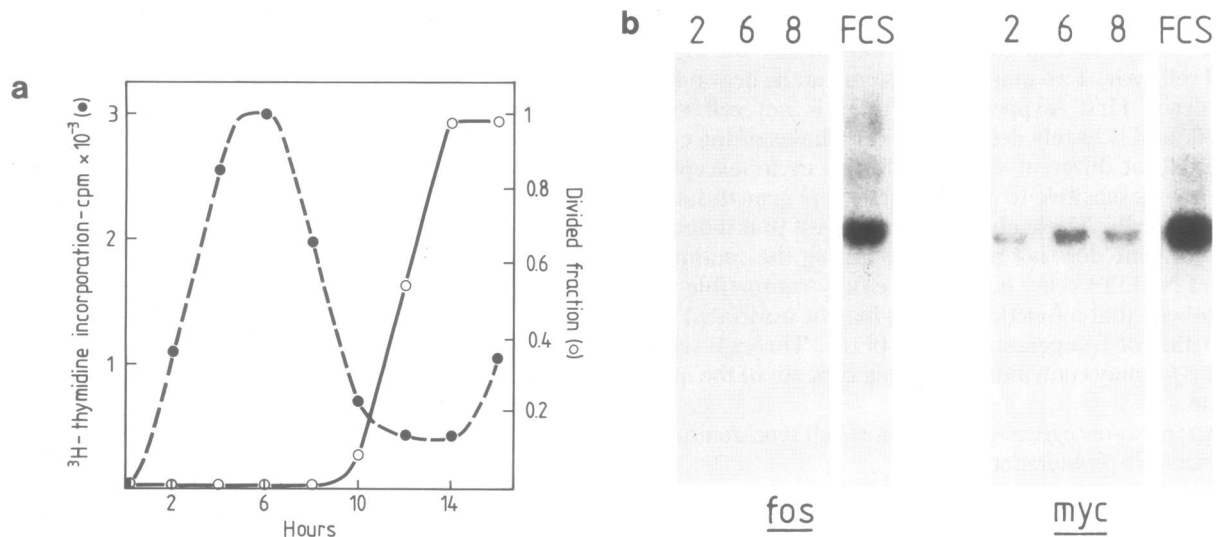 a
³H-thymidine incorporation-cpm × 10⁻³ (●)
3
2
1
2
6
10
14
Hours
1
0.8
0.6
0.4
0.2
Divided fraction (○)
b
2 6 8 FCS
fos
2 6 8 FCS
myc